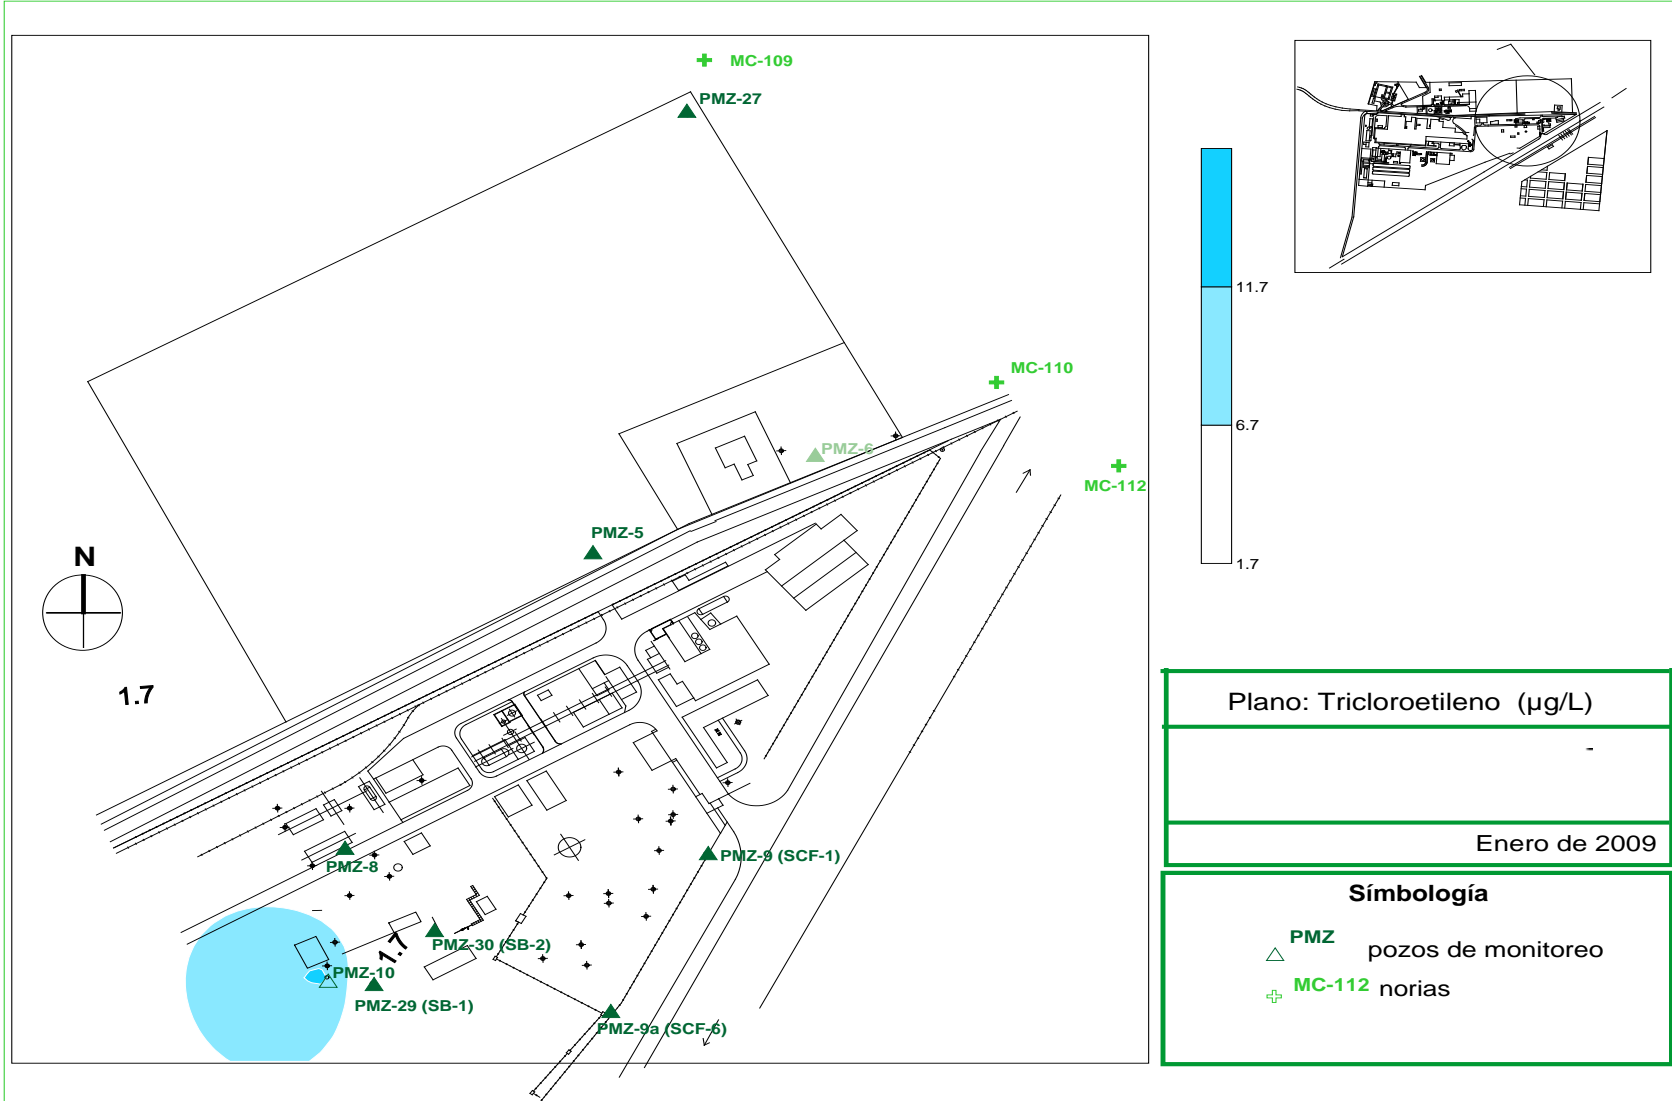 MC-109
PMZ-27
MC-110
PMZ-6
MC-112
PMZ-5
N
1.7
PMZ-8
PMZ-9 (SCF-1)
PMZ-30 (SB-2)
1.7
PMZ-10
PMZ-29 (SB-1)
PMZ-9a (SCF-6)
11.7
6.7
1.7
Plano: Tricloroetileno (µg/L)
-
Enero de 2009
Símbología
PMZ pozos de monitoreo
MC-112 norias